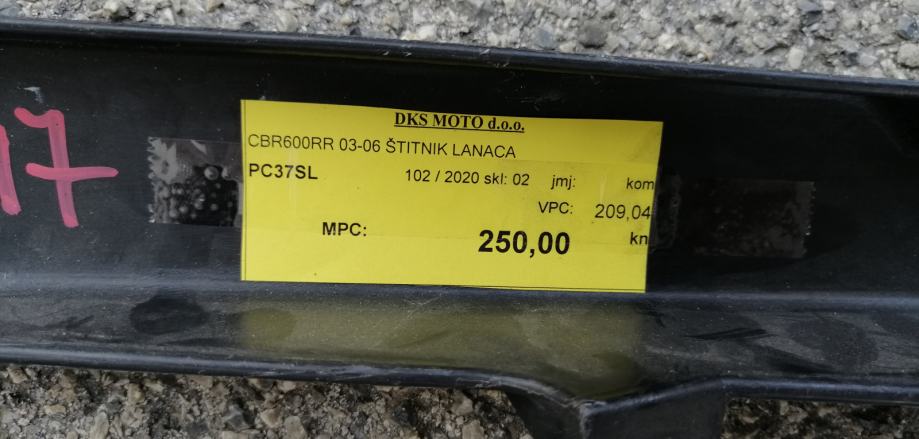 17
DKS MOTO d.o.o.
CBR600RR 03-06 ŠTITNIK LANACA
PC37SL 102 / 2020 skl: 02 jmj: kom
VPC: 209,04
MPC: 250,00 kn